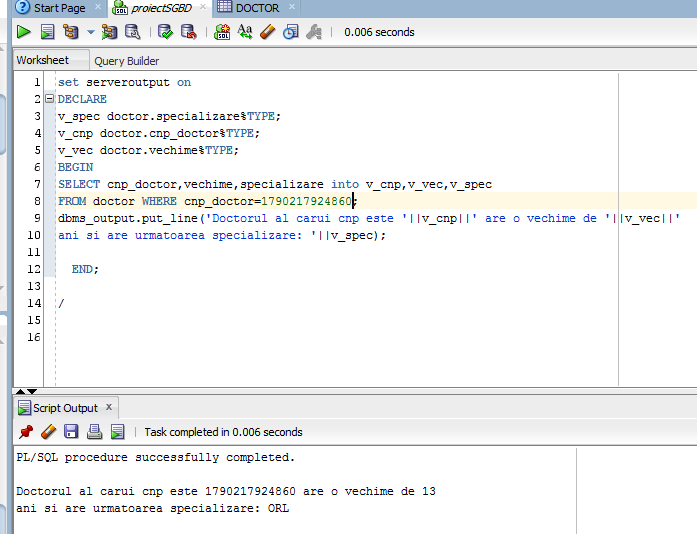 Start Page
proiectSGBD
DOCTOR
0.006 seconds
Worksheet
Query Builder
1 set serveroutput on
2 DECLARE
3 v_spec doctor.specializare%TYPE;
4 v_cnp doctor.cnp_doctor%TYPE;
5 v_vec doctor.vechime%TYPE;
6 BEGIN
7 SELECT cnp_doctor,vechime,specializare into v_cnp,v_vec,v_spec
8 FROM doctor WHERE cnp_doctor=1790217924860;
9 dbms_output.put_line('Doctorul al carui cnp este '||v_cnp||' are o vechime de '||v_vec||'
10 ani si are urmatoarea specializare: '||v_spec);
11
12 END;
13
14 /
15
16
Script Output x
Task completed in 0.006 seconds
PL/SQL procedure successfully completed.
Doctorul al carui cnp este 1790217924860 are o vechime de 13
ani si are urmatoarea specializare: ORL